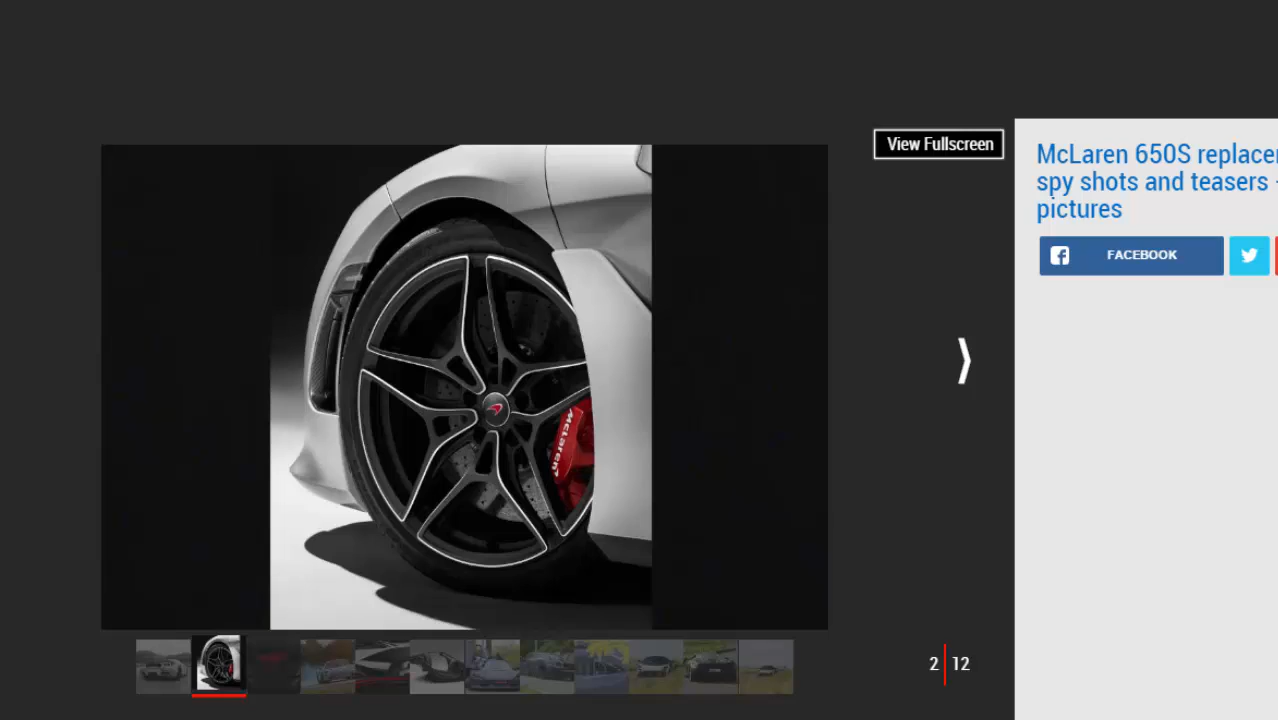 View Fullscreen
McLaren 650S replacer
spy shots and teasers -
pictures
FACEBOOK
McLaren
2 12